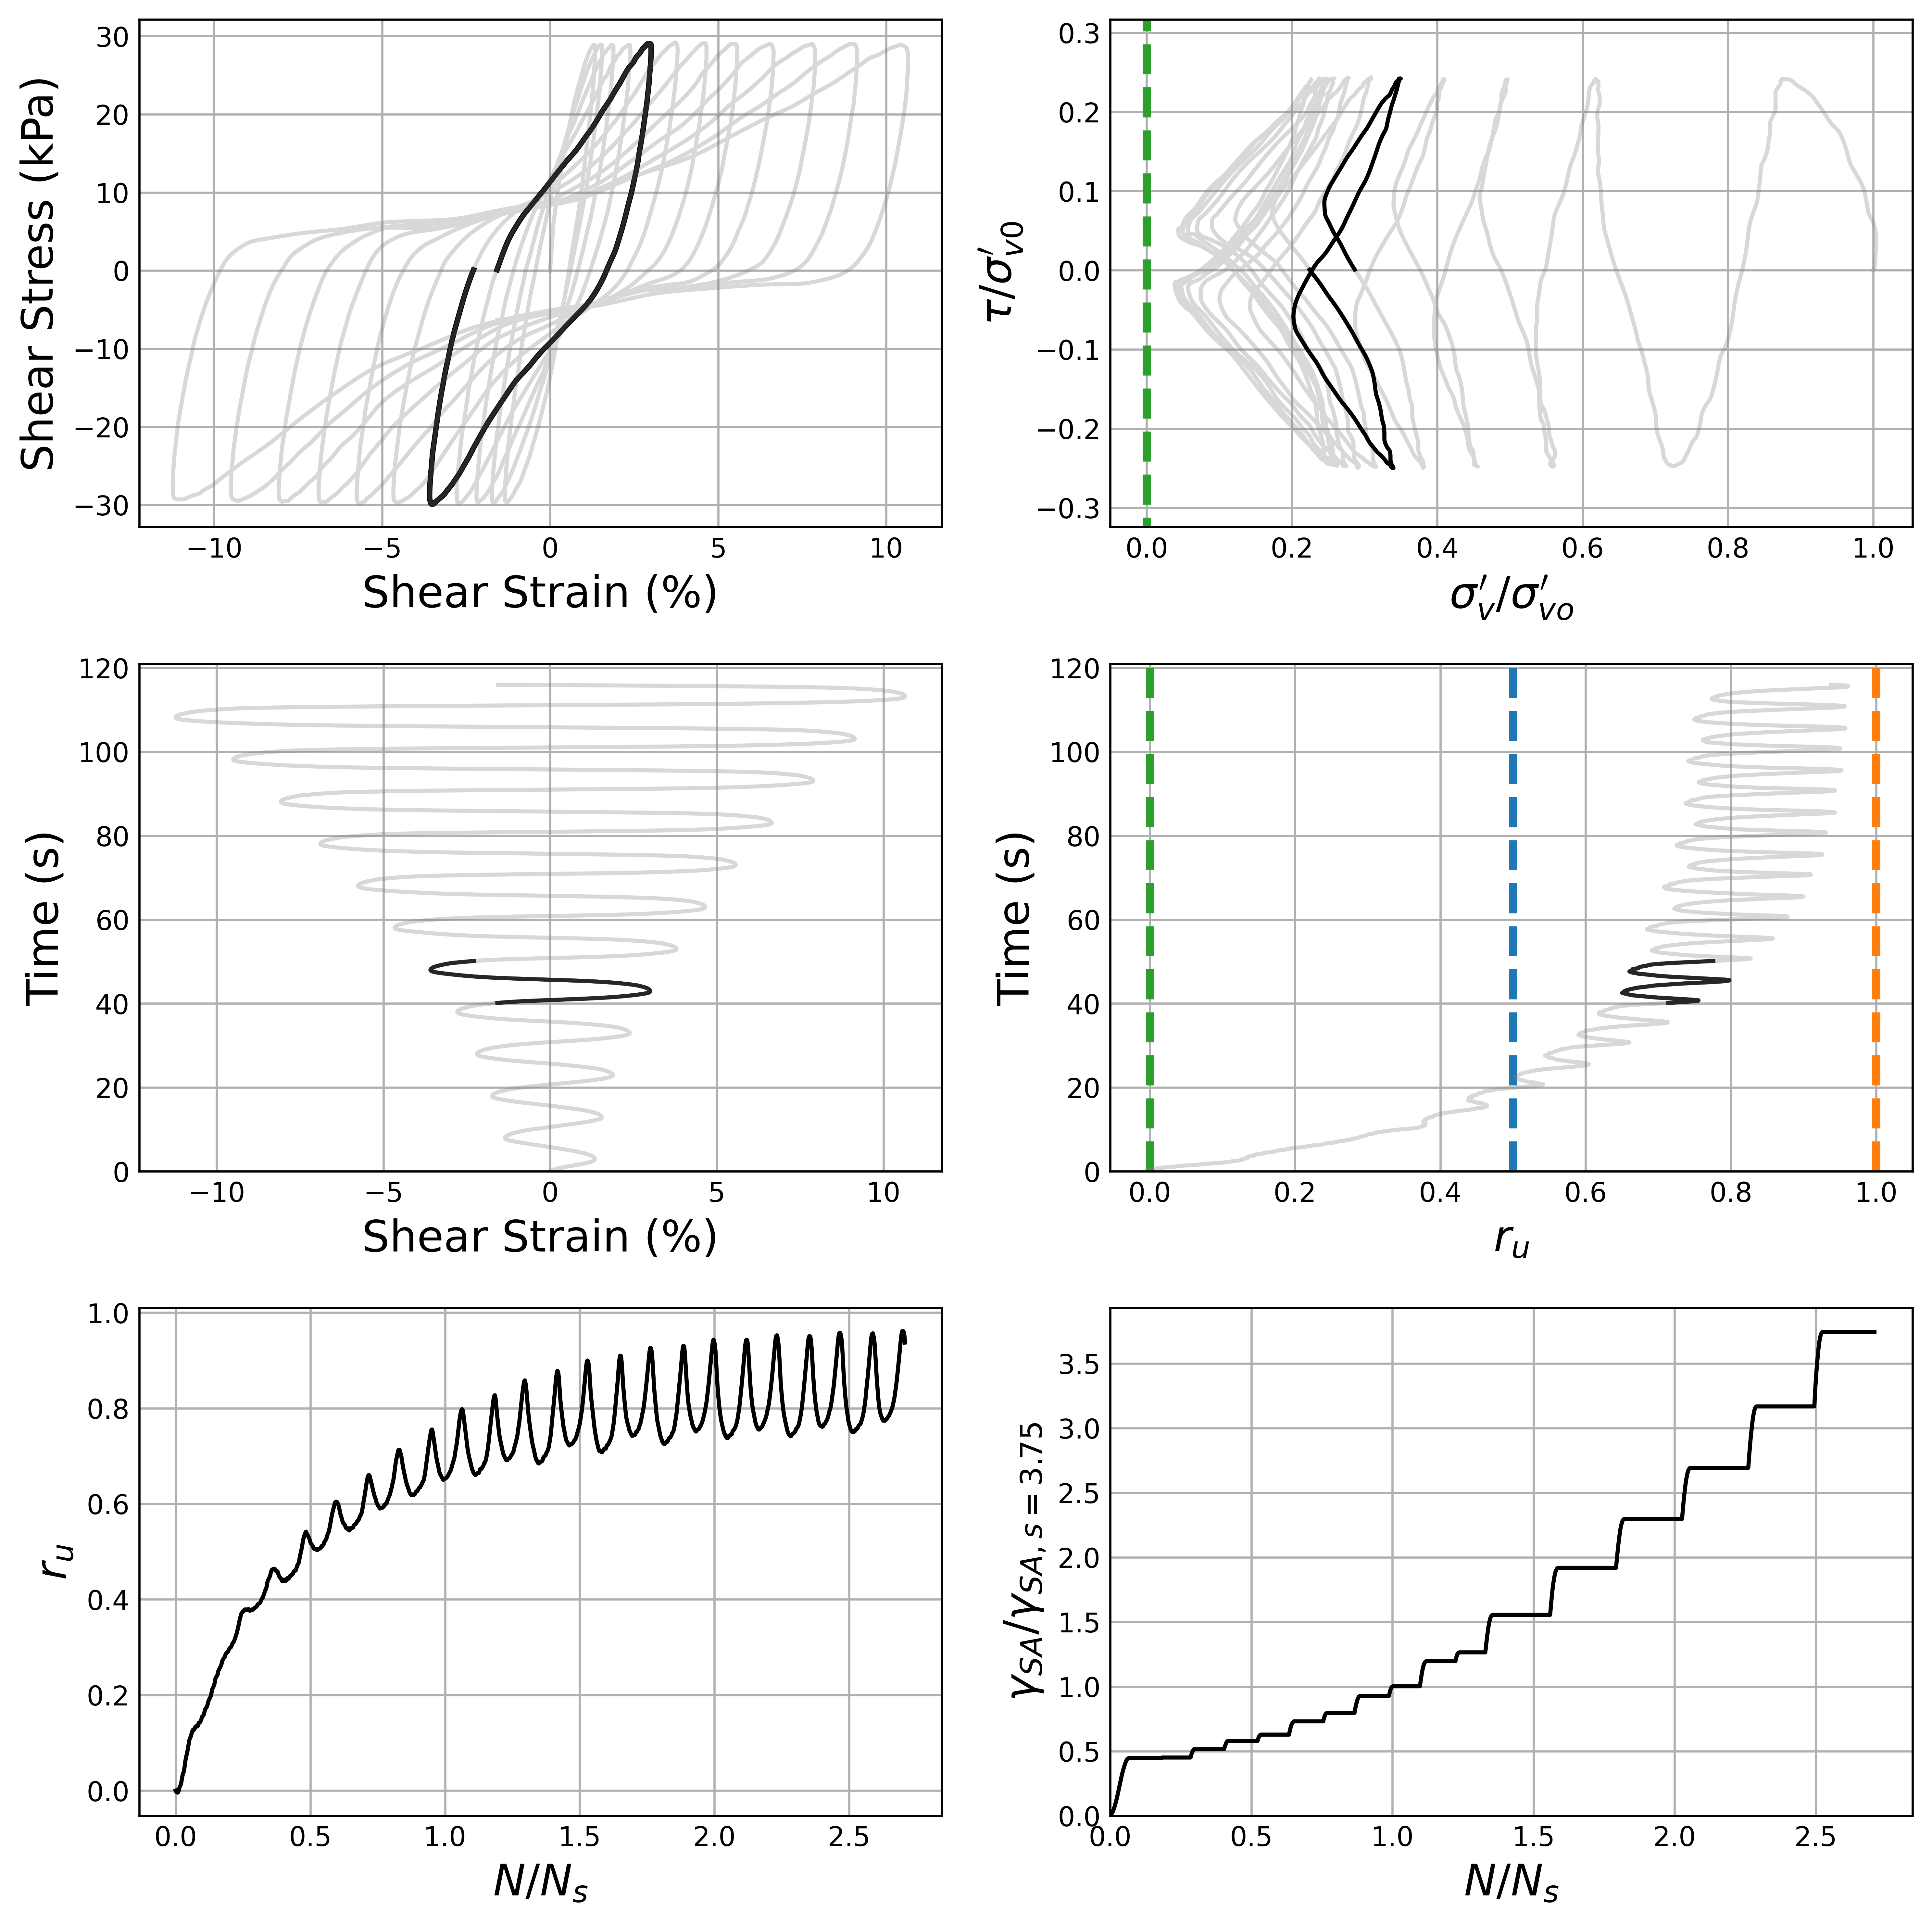 30
20
10
0
−10
−20
−30
Shear Stress (kPa)
−10 −5 0 5 10
Shear Strain (%)
0.3
0.2
0.1
0.0
−0.1
−0.2
−0.3
τ/σ′v0
0.0 0.2 0.4 0.6 0.8 1.0
σ′v/σ′vo
120
100
80
60
40
20
0
Time (s)
−10 −5 0 5 10
Shear Strain (%)
120
100
80
60
40
20
0
Time (s)
0.0 0.2 0.4 0.6 0.8 1.0
ru
1.0
0.8
0.6
0.4
0.2
0.0
ru
0.0 0.5 1.0 1.5 2.0 2.5
N/Ns
3.5
3.0
2.5
2.0
1.5
1.0
0.5
0.0
γSA/γSA, s = 3.75
0.0 0.5 1.0 1.5 2.0 2.5
N/Ns